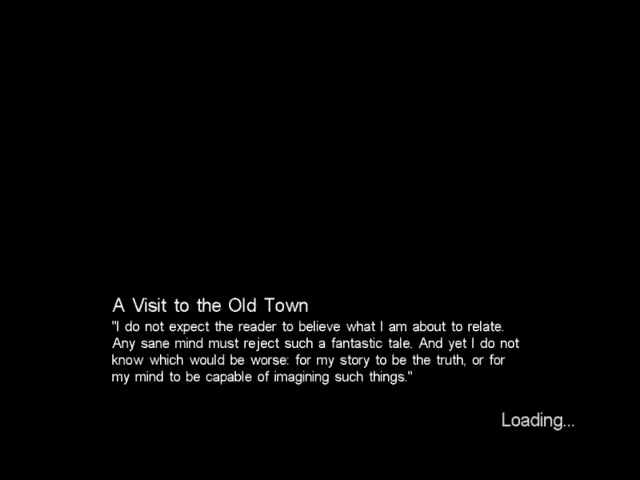 A Visit to the Old Town
"I do not expect the reader to believe what I am about to relate.
Any sane mind must reject such a fantastic tale. And yet I do not
know which would be worse: for my story to be the truth, or for
my mind to be capable of imagining such things."
Loading...